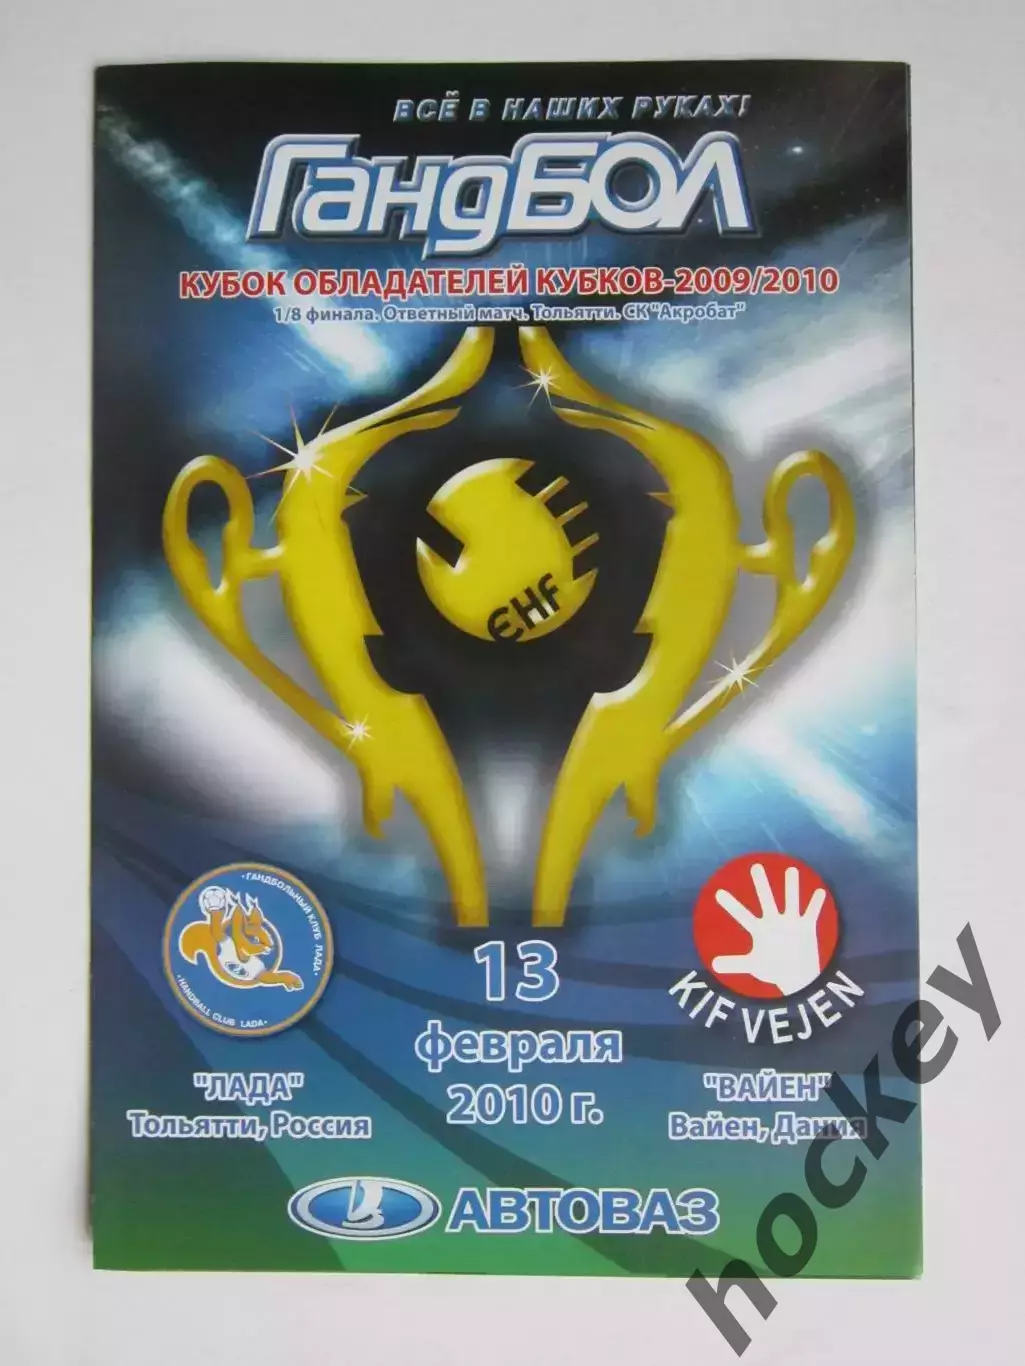 ВСЁ В НАШИХ РУКАХ!
ГандБОЛ
КУБОК ОБЛАДАТЕЛЕЙ КУБКОВ-2009/2010
1/8 финала. Ответный матч. Тольятти. СК "Акробат"
EHF
ГАНДБОЛЬНЫЙ КЛУБ ЛАДА
HANDBALL CLUB LADA
KIF VEJEN
13
февраля
2010 г.
"ЛАДА"
Тольятти, Россия
"ВАЙЕН"
Вайен, Дания
АВТОВАЗ
hockey